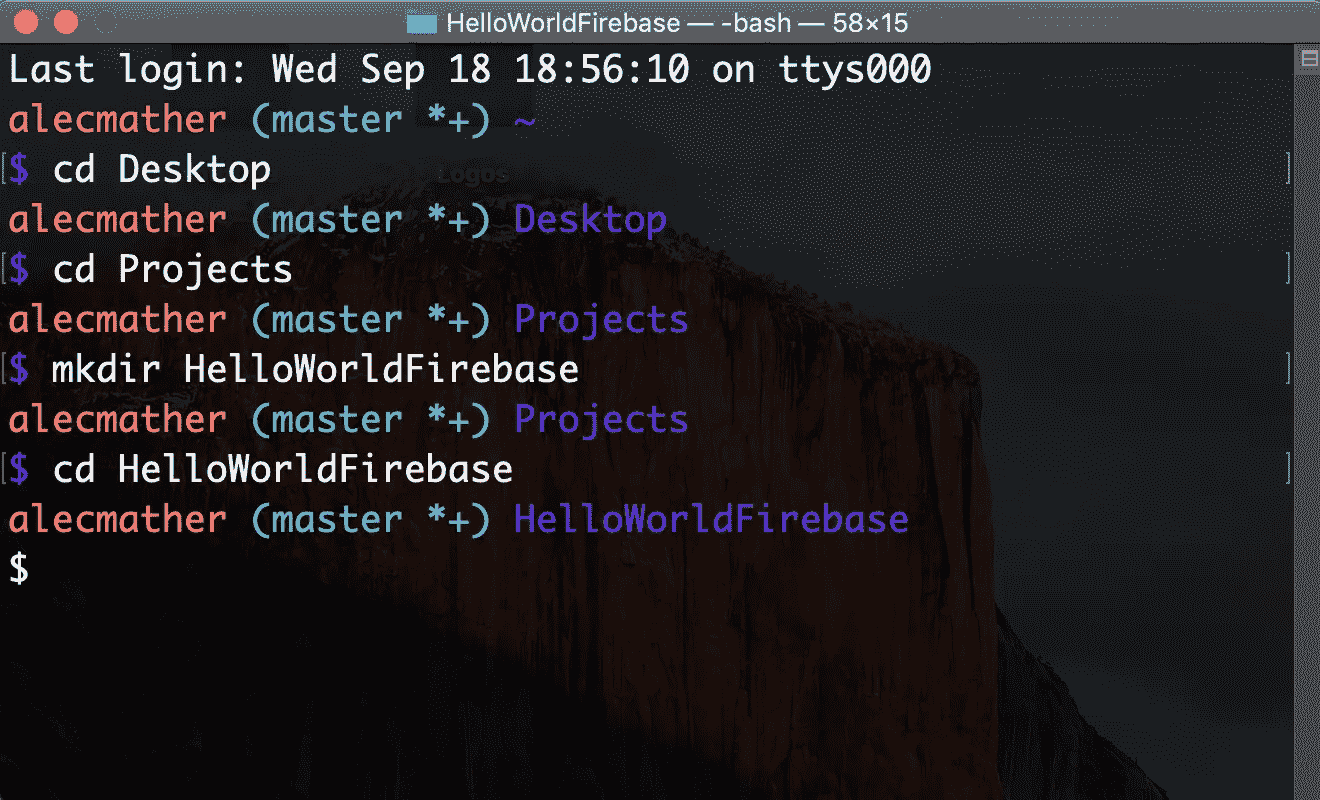 HelloWorldFirebase — -bash — 58×15
Last login: Wed Sep 18 18:56:10 on ttys000
alecmather (master *+) ~
[$ cd Desktop ]
alecmather (master *+) Desktop
[$ cd Projects ]
alecmather (master *+) Projects
[$ mkdir HelloWorldFirebase ]
alecmather (master *+) Projects
[$ cd HelloWorldFirebase ]
alecmather (master *+) HelloWorldFirebase
$
Logos